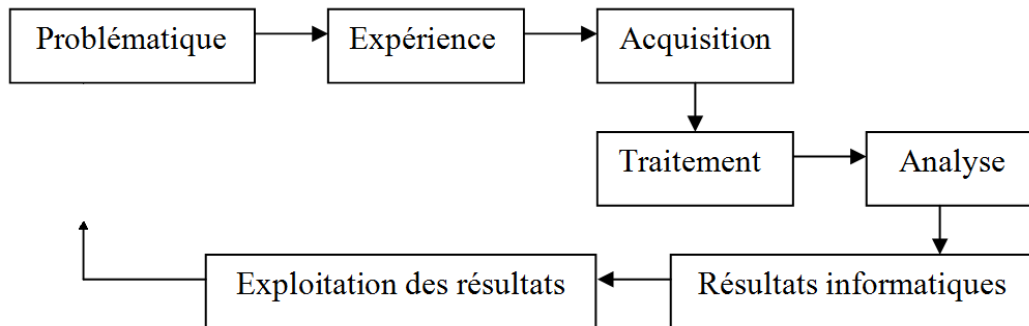 Problématique
Expérience
Acquisition
Traitement
Analyse
Résultats informatiques
Exploitation des résultats